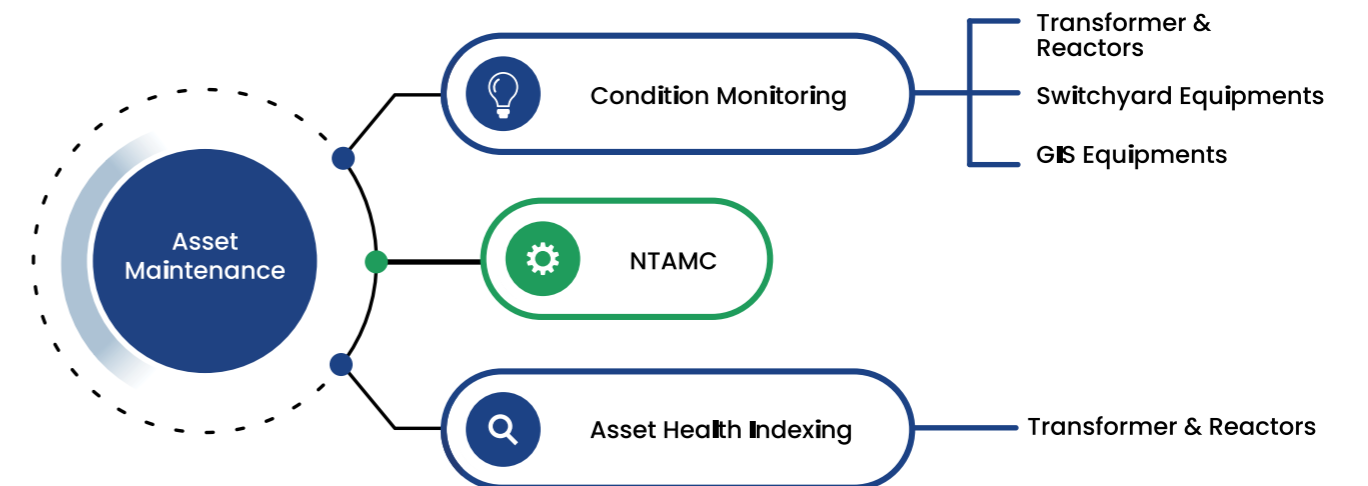 Asset
Maintenance
Condition Monitoring
Transformer &
Reactors
Switchyard Equipments
GIS Equipments
NTAMC
Asset Health Indexing
Transformer & Reactors